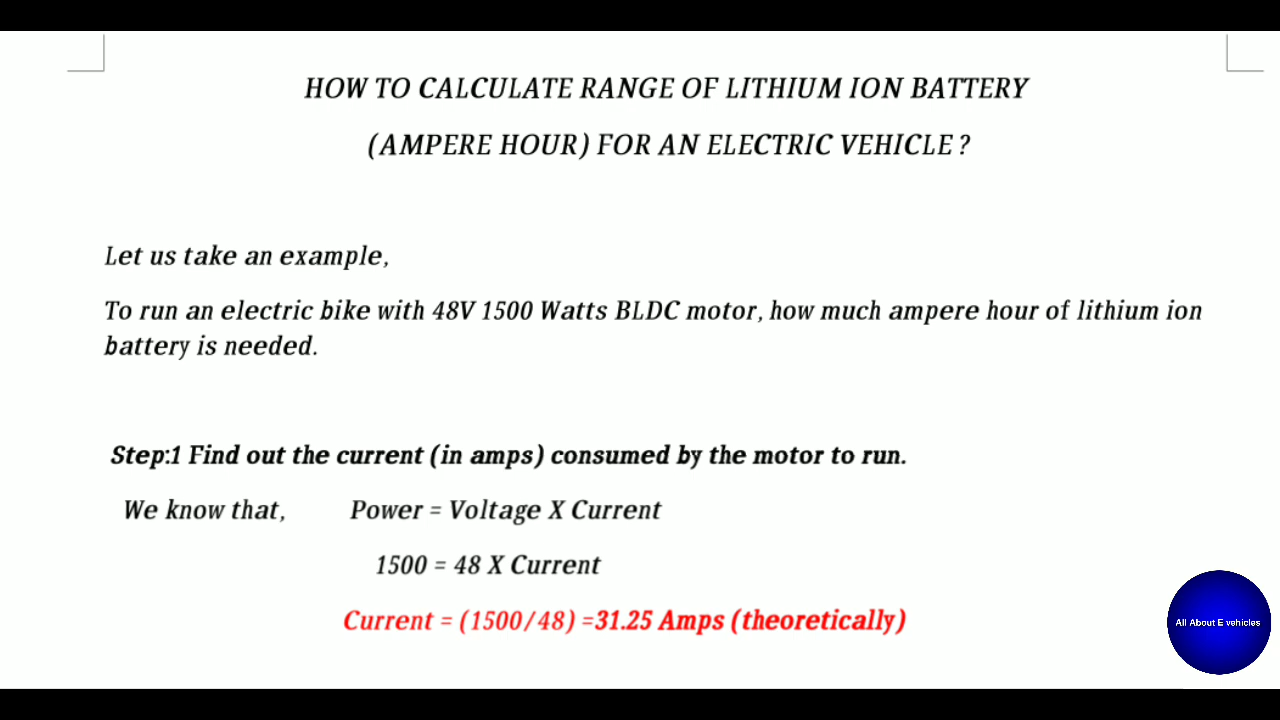 HOW TO CALCULATE RANGE OF LITHIUM ION BATTERY
(AMPERE HOUR) FOR AN ELECTRIC VEHICLE ?
Let us take an example,
To run an electric bike with 48V 1500 Watts BLDC motor, how much ampere hour of lithium ion
battery is needed.
Step:1 Find out the current (in amps) consumed by the motor to run.
We know that, Power = Voltage X Current
1500 = 48 X Current
Current = (1500/48) =31.25 Amps (theoretically)
All About E vehicles